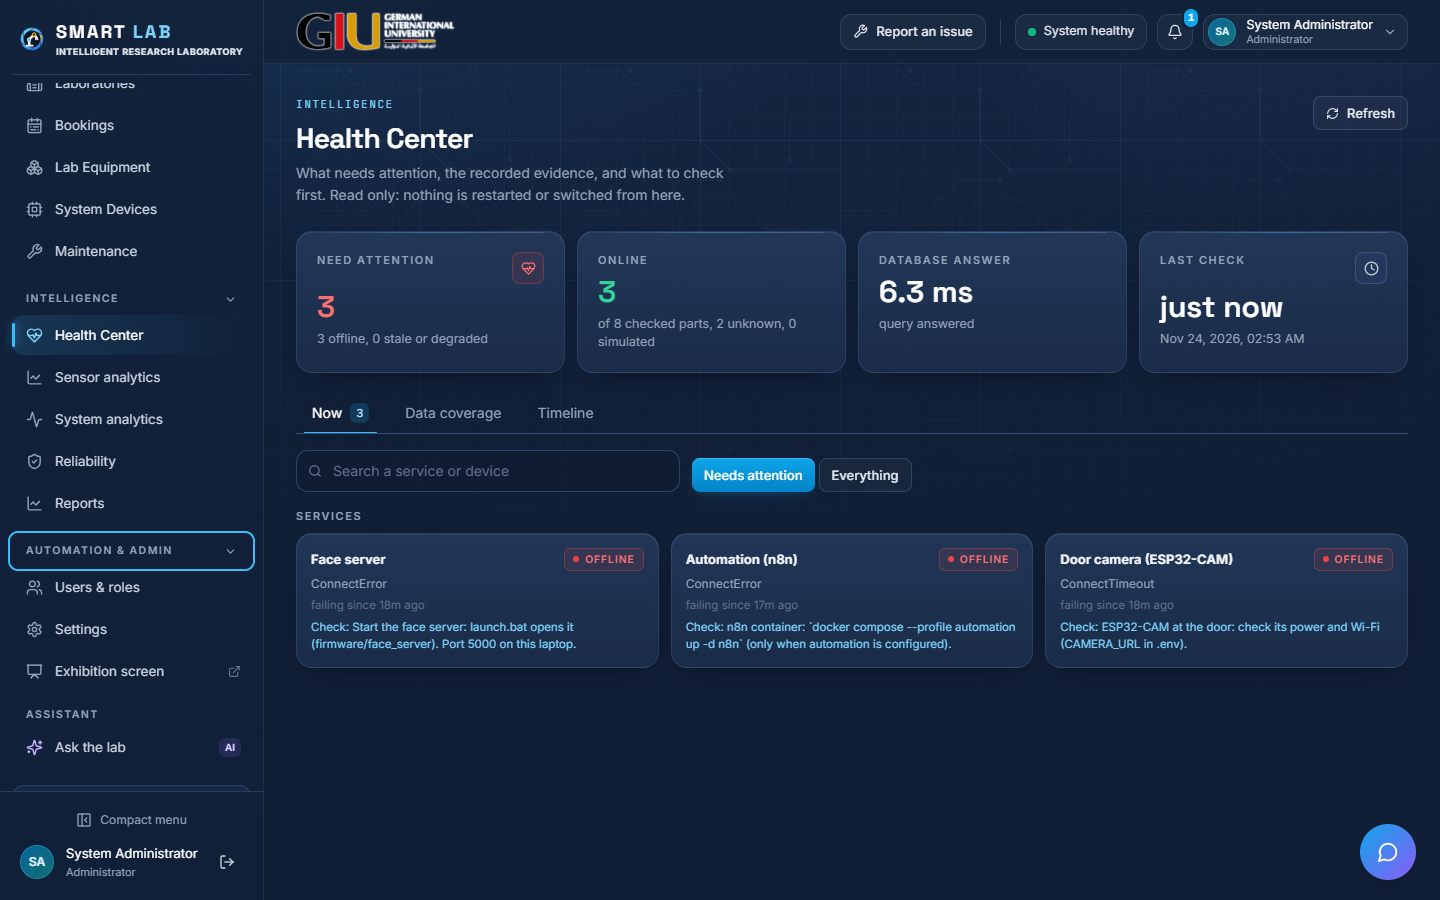 SMART LAB
INTELLIGENT RESEARCH LABORATORY
Laboratories
Bookings
Lab Equipment
System Devices
Maintenance
INTELLIGENCE
Health Center
Sensor analytics
System analytics
Reliability
Reports
AUTOMATION & ADMIN
Users & roles
Settings
Exhibition screen
ASSISTANT
Ask the lab
AI
Compact menu
SA
System Administrator
Administrator
GIU
GERMAN
INTERNATIONAL
UNIVERSITY
Report an issue
System healthy
1
SA
System Administrator
Administrator
INTELLIGENCE
Health Center
What needs attention, the recorded evidence, and what to check
first. Read only: nothing is restarted or switched from here.
Refresh
NEED ATTENTION
3
3 offline, 0 stale or degraded
ONLINE
3
of 8 checked parts, 2 unknown, 0
simulated
DATABASE ANSWER
6.3 ms
query answered
LAST CHECK
just now
Nov 24, 2026, 02:53 AM
Now 3
Data coverage
Timeline
Search a service or device
Needs attention
Everything
SERVICES
Face server
OFFLINE
ConnectError
failing since 18m ago
Check: Start the face server: launch.bat opens it
(firmware/face_server). Port 5000 on this laptop.
Automation (n8n)
OFFLINE
ConnectError
failing since 17m ago
Check: n8n container: `docker compose --profile automation
up -d n8n` (only when automation is configured).
Door camera (ESP32-CAM)
OFFLINE
ConnectTimeout
failing since 18m ago
Check: ESP32-CAM at the door: check its power and Wi-Fi
(CAMERA_URL in .env).